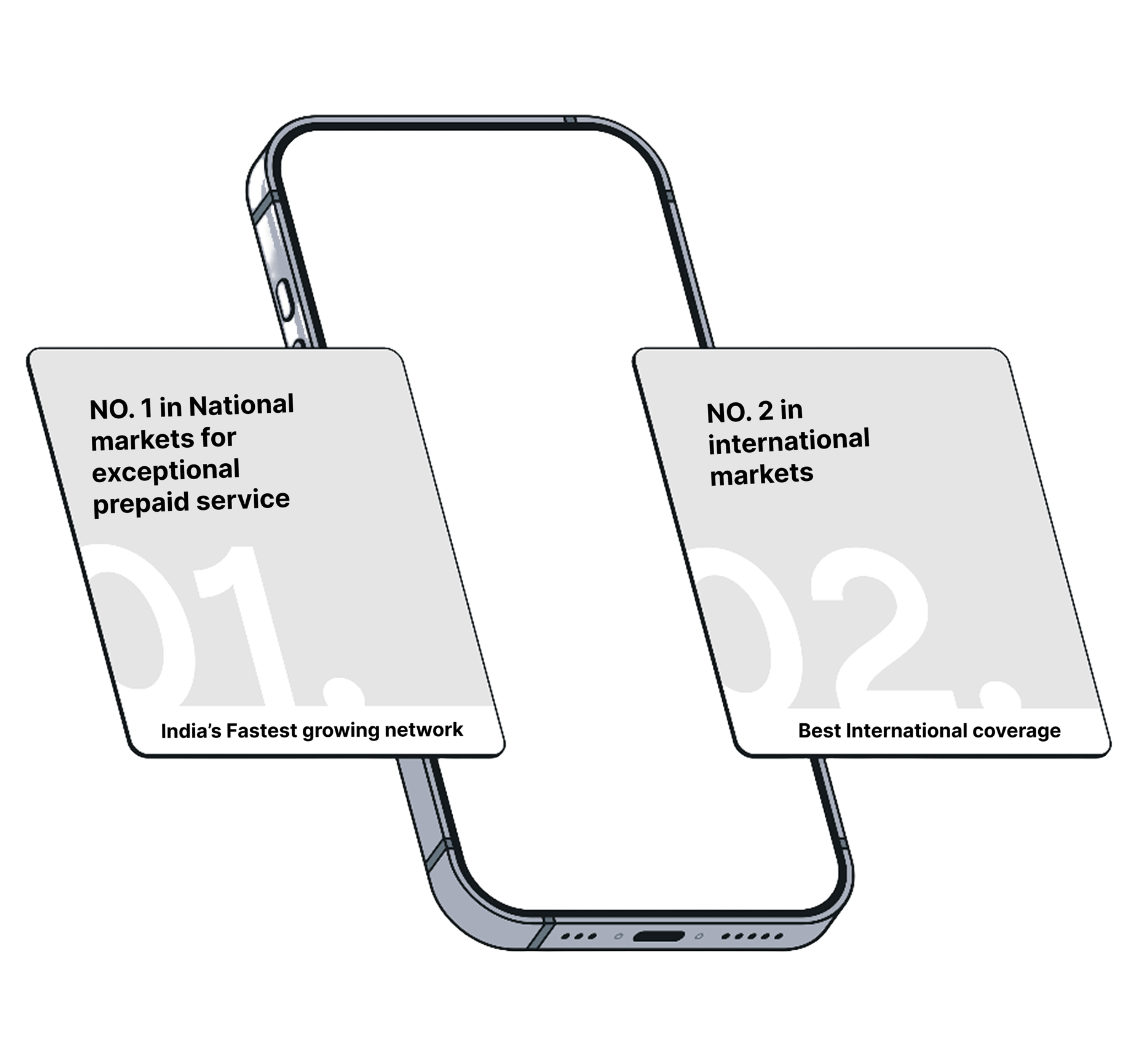 NO. 1 in National
markets for
exceptional
prepaid service
01.
India's Fastest growing network
NO. 2 in
international
markets
02.
Best International coverage